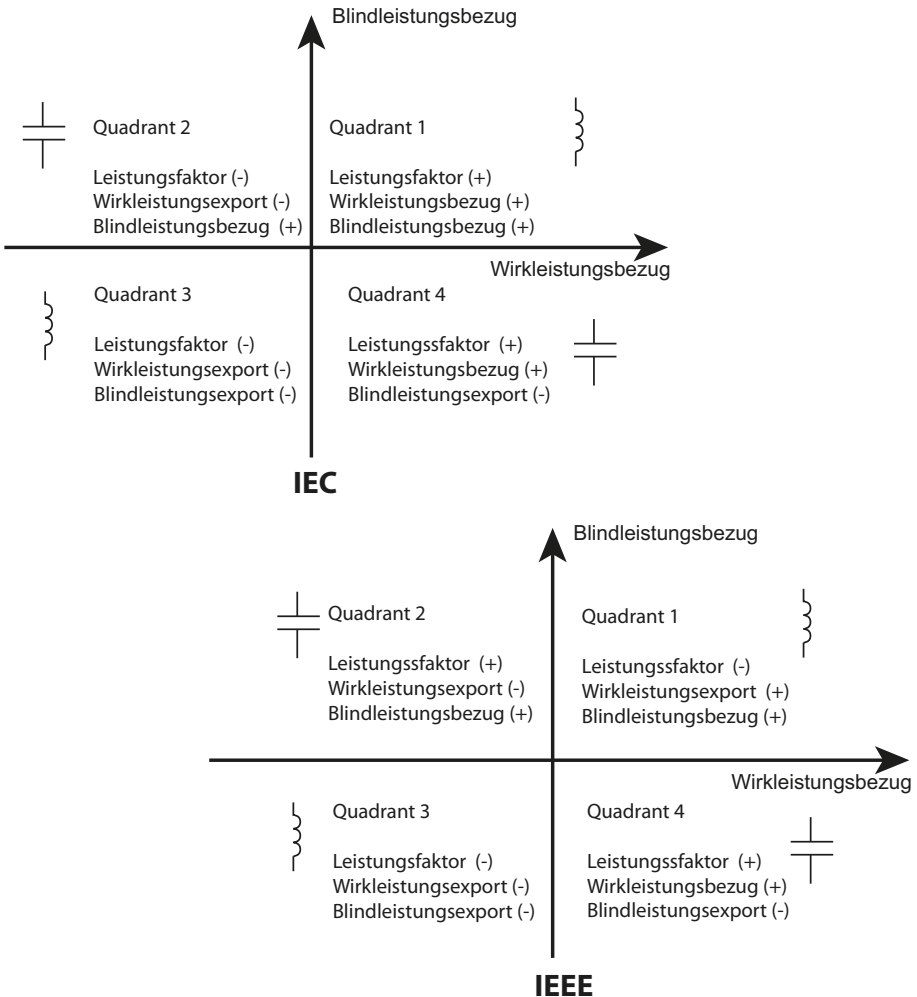 Blindleistungsbezug
Quadrant 2
Leistungsfaktor (-)
Wirkleistungsexport (-)
Blindleistungsbezug (+)
Quadrant 1
Leistungsfaktor (+)
Wirkleistungsbezug (+)
Blindleistungsbezug (+)
Wirkleistungsbezug
Quadrant 3
Leistungsfaktor (-)
Wirkleistungsexport (-)
Blindleistungsexport (-)
Quadrant 4
Leistungssfaktor (+)
Wirkleistungsbezug (+)
Blindleistungsexport (-)
IEC
Blindleistungsbezug
Quadrant 2
Leistungssfaktor (+)
Wirkleistungsexport (-)
Blindleistungsbezug (+)
Quadrant 1
Leistungssfaktor (-)
Wirkleistungsexport (+)
Blindleistungsbezug (+)
Wirkleistungsbezug
Quadrant 3
Leistungsfaktor (-)
Wirkleistungsexport (-)
Blindleistungsexport (-)
Quadrant 4
Leistungssfaktor (+)
Wirkleistungsbezug (+)
Blindleistungsexport (-)
IEEE